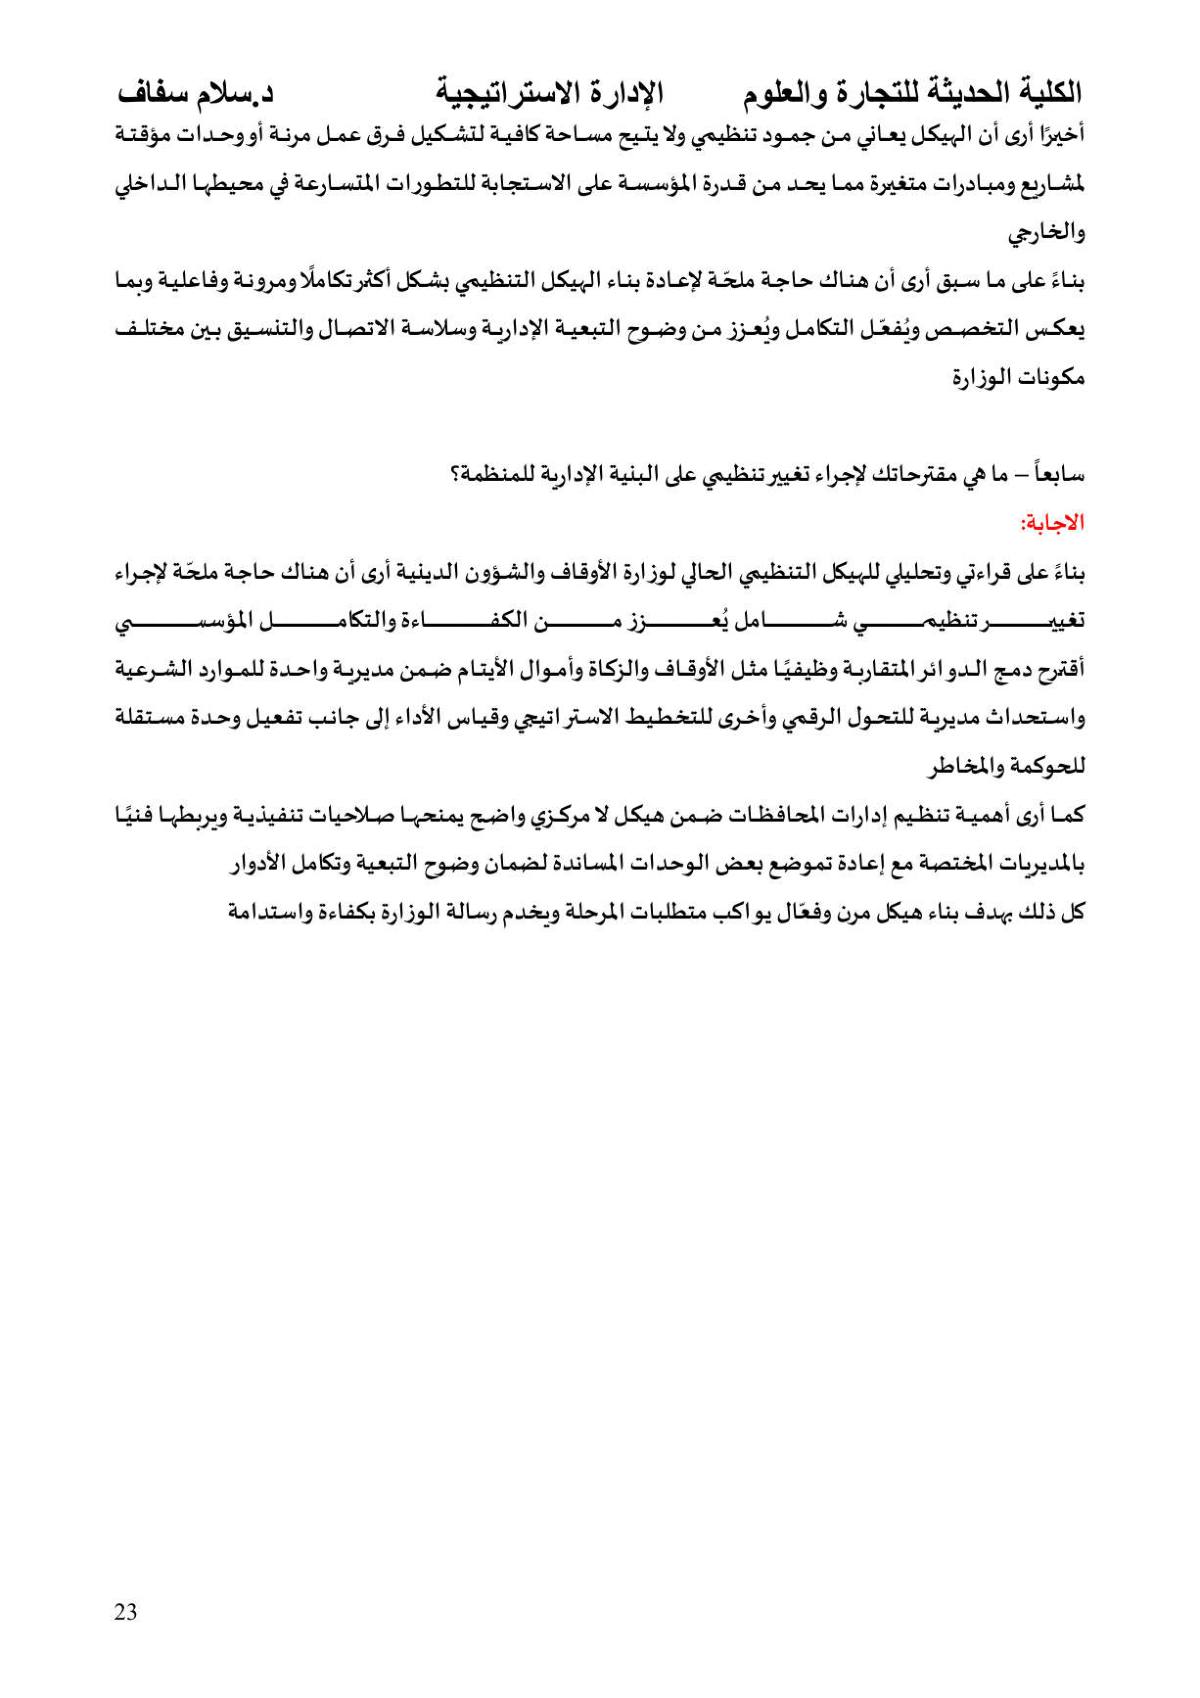 الكلية الحديثة للتجارة والعلوم الإدارة الاستراتيجية د.سلام سفاف
أخيرًا أرى أن الهيكل يعاني من جمود تنظيمي ولا يتيح مساحة كافية لتشكيل فرق عمل مرنة أو وحدات مؤقتة
لمشاريع ومبادرات متغيرة مما يحد من قدرة المؤسسة على الاستجابة للتطورات المتسارعة في محيطها الداخلي
والخارجي
بناءً على ما سبق أرى أن هناك حاجة ملحّة لإعادة بناء الهيكل التنظيمي بشكل أكثر تكاملًا ومرونة وفاعلية وبما
يعكس التخصص ويُفعّل التكامل ويُعزز من وضوح التبعية الإدارية وسلاسة الاتصال والتنسيق بين مختلف
مكونات الوزارة
سابعاً – ما هي مقترحاتك لإجراء تغيير تنظيمي على البنية الإدارية للمنظمة؟
الاجابة:
بناءً على قراءتي وتحليلي للهيكل التنظيمي الحالي لوزارة الأوقاف والشؤون الدينية أرى أن هناك حاجة ملحّة لإجراء
تغيير تنظيمي شامل يُعزز من الكفاءة والتكامل المؤسسي
أقترح دمج الدوائر المتقاربة وظيفيًا مثل الأوقاف والزكاة وأموال الأيتام ضمن مديرية واحدة للموارد الشرعية
واستحداث مديرية للتحول الرقمي وأخرى للتخطيط الاستراتيجي وقياس الأداء إلى جانب تفعيل وحدة مستقلة
للحوكمة والمخاطر
كما أرى أهمية تنظيم إدارات المحافظات ضمن هيكل لا مركزي واضح يمنحها صلاحيات تنفيذية ويربطها فنيًا
بالمديريات المختصة مع إعادة تموضع بعض الوحدات المساندة لضمان وضوح التبعية وتكامل الأدوار
كل ذلك بهدف بناء هيكل مرن وفعّال يواكب متطلبات المرحلة ويخدم رسالة الوزارة بكفاءة واستدامة
23